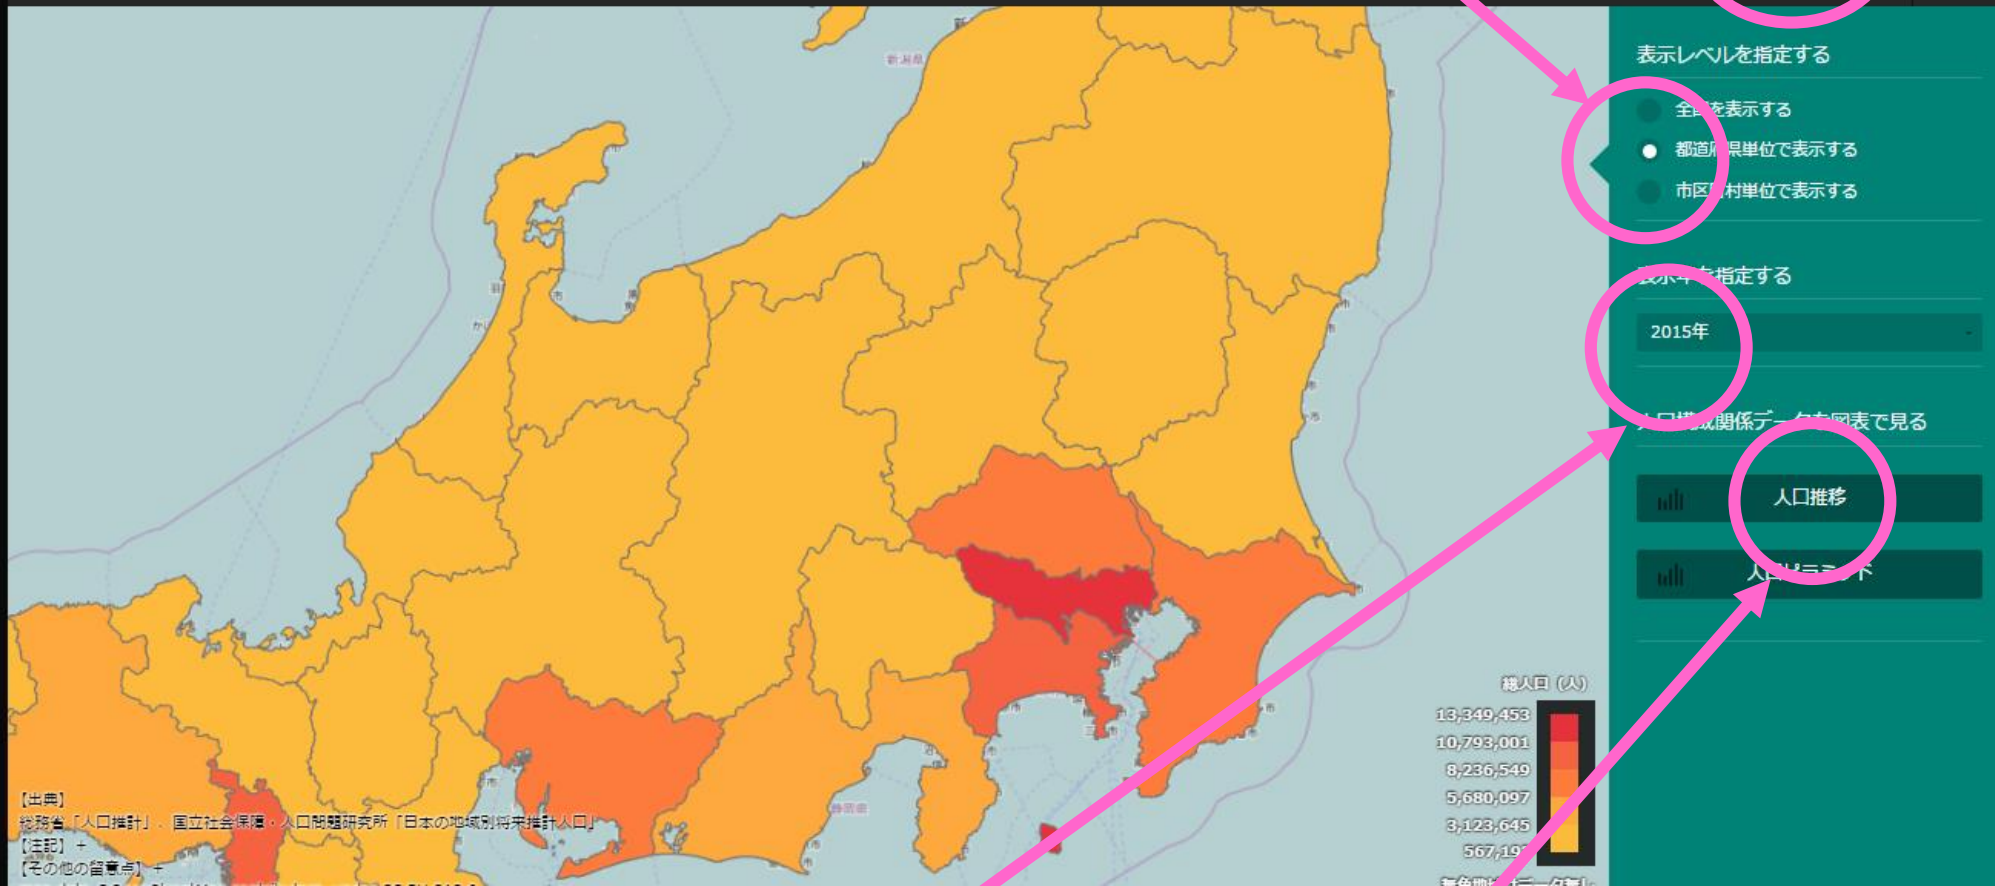 新潟県
表示レベルを指定する
全国を表示する
都道府県単位で表示する
市区町村単位で表示する
表示年を指定する
2015年
人口構成関係データを図表で見る
人口推移
人口ピラミッド
総人口 (人)
13,349,453
10,793,001
8,236,549
5,680,097
3,123,645
静岡県
【出典】
総務省「人口推計」、国立社会保障・人口問題研究所「日本の地域別将来推計人口」
【注記】 +
【その他の留意点】 +